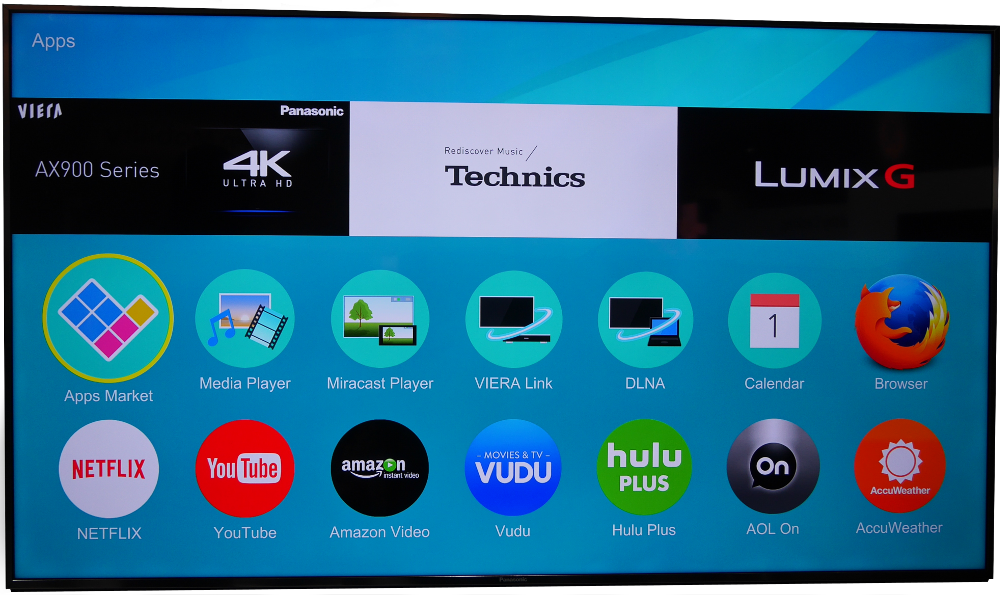 Apps
VIERA
Panasonic
AX900 Series
4K
ULTRA HD
Rediscover Music
Technics
LUMIX G
1
Apps Market
Media Player
Miracast Player
VIERA Link
DLNA
Calendar
Browser
NETFLIX
YouTube
amazon
instant video
MOVIES & TV
VUDU
hulu
PLUS
On
AccuWeather
NETFLIX
YouTube
Amazon Video
Vudu
Hulu Plus
AOL On
AccuWeather
Panasonic